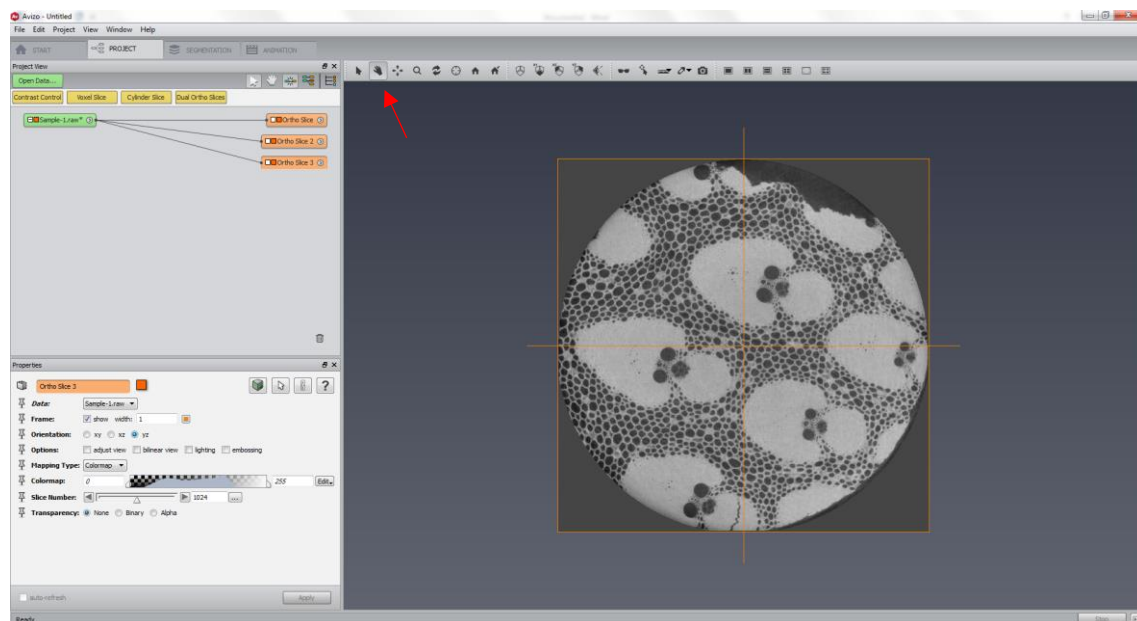 Avizo - Untitled
File Edit Project View Window Help
START PROJECT SEGMENTATION ANIMATION
Project View
Open Data...
Contrast Control Voxel Slice Cylinder Slice Dual Ortho Slices
Sample-1.raw* Ortho Slice
Ortho Slice 2
Ortho Slice 3
Properties
Ortho Slice 3 ?
Data: Sample-1.raw
Frame: show width: 1
Orientation: xy xz yz
Options: adjust view bilinear view lighting embossing
Mapping Type: Colormap
Colormap: 0 255 Edit
Slice Number: 1024 ...
Transparency: None Binary Alpha
auto-refresh Apply
Ready Stop